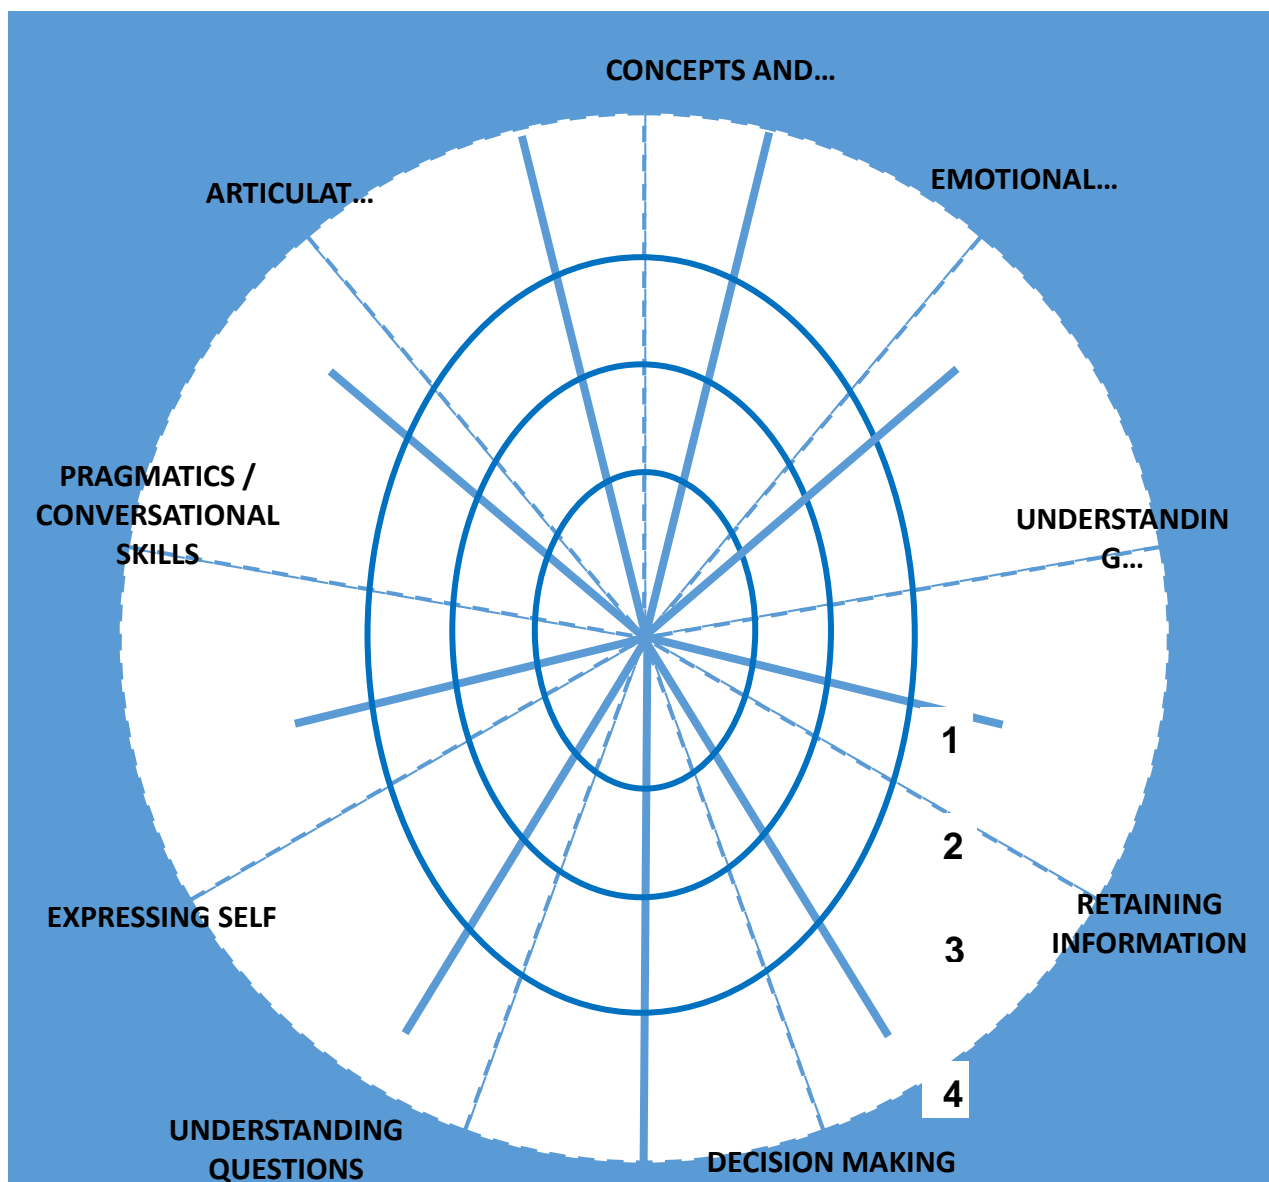 CONCEPTS AND…
EMOTIONAL…
ARTICULAT…
PRAGMATICS /
CONVERSATIONAL
SKILLS
UNDERSTANDIN
G…
1
2
3
4
RETAINING
INFORMATION
EXPRESSING SELF
UNDERSTANDING
QUESTIONS
DECISION MAKING